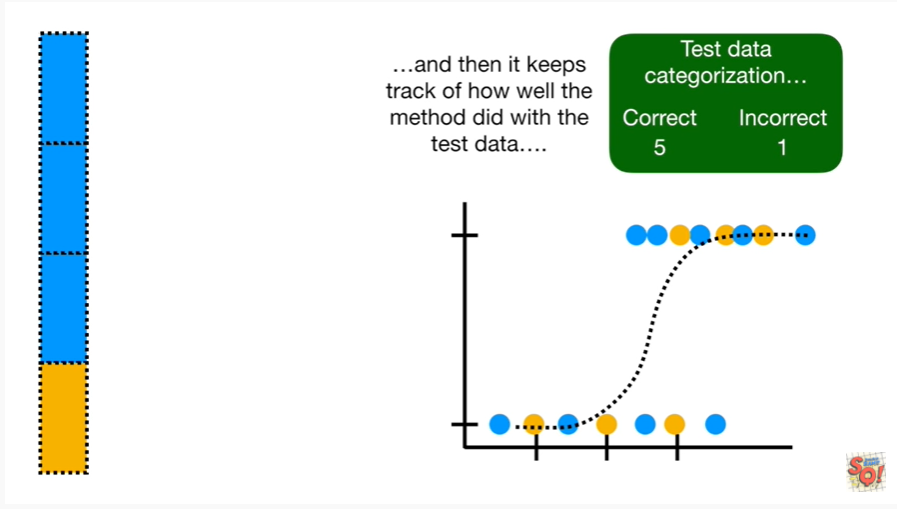 …and then it keeps
track of how well the
method did with the
test data….
Test data
categorization…
Correct Incorrect
5 1
SQ!